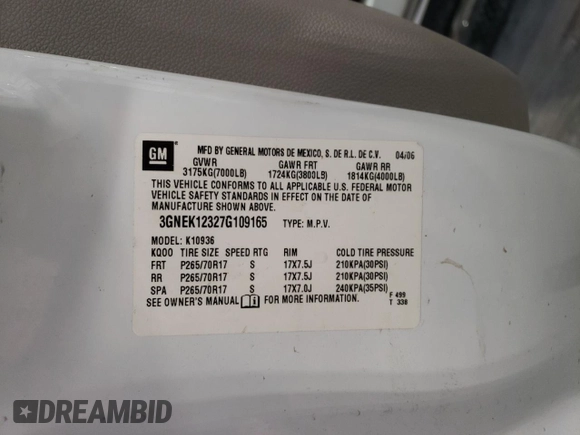 GM
MFD BY GENERAL MOTORS DE MEXICO, S. DE R.L. DE C.V. 04/06
GVWR GAWR FRT GAWR RR
3175KG(7000LB) 1724KG(3800LB) 1814KG(4000LB)
THIS VEHICLE CONFORMS TO ALL APPLICABLE U.S. FEDERAL MOTOR
VEHICLE SAFETY STANDARDS IN EFFECT ON THE DATE OF
MANUFACTURE SHOWN ABOVE.
3GNEK12327G109165 TYPE: M.P.V.
MODEL: K10936
KQOO TIRE SIZE SPEED RTG RIM COLD TIRE PRESSURE
FRT P265/70R17 S 17X7.5J 210KPA(30PSI)
RR P265/70R17 S 17X7.5J 210KPA(30PSI)
SPA P265/70R17 S 17X7.0J 240KPA(35PSI)
SEE OWNER'S MANUAL FOR MORE INFORMATION.
F 499
T 338
DREAMBID